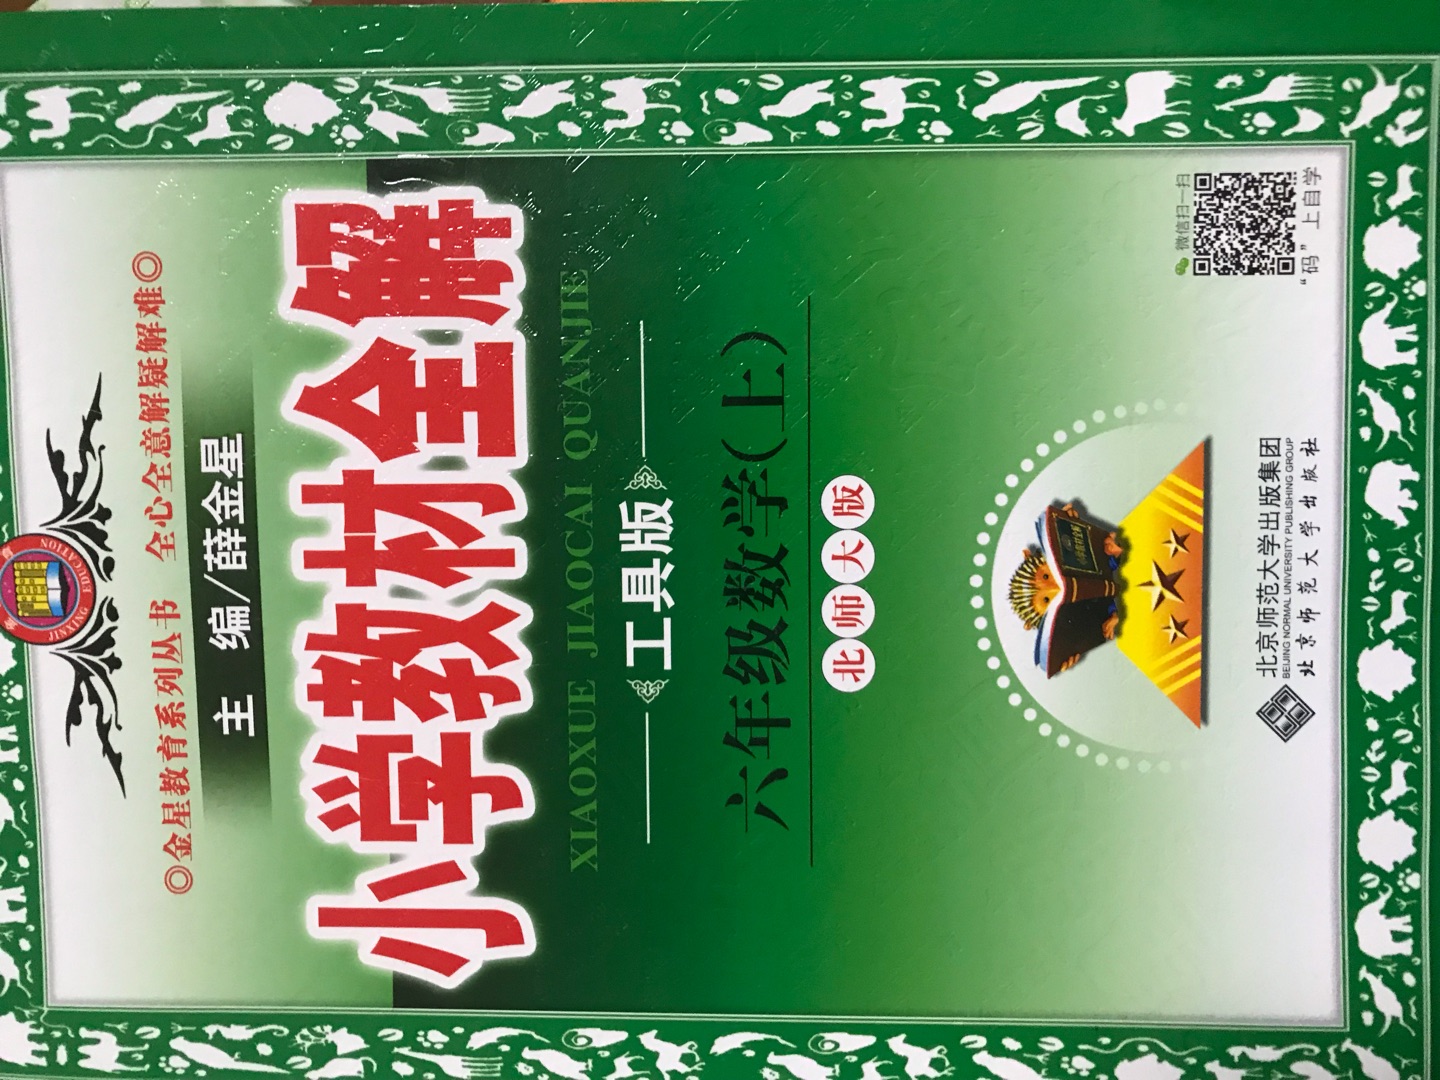 JINXING EDUCATION
◎金星教育系列丛书 全心全意解疑解难◎
主 编/薛金星
小学教材全解
XIAOXUE JIAOCAI QUANJIE
工具版
六年级数学(上)
北师大版
微信扫一扫
“码”上自学
北京师范大学出版集团
BEIJING NORMAL UNIVERSITY PUBLISHING GROUP
北京师范大学出版社